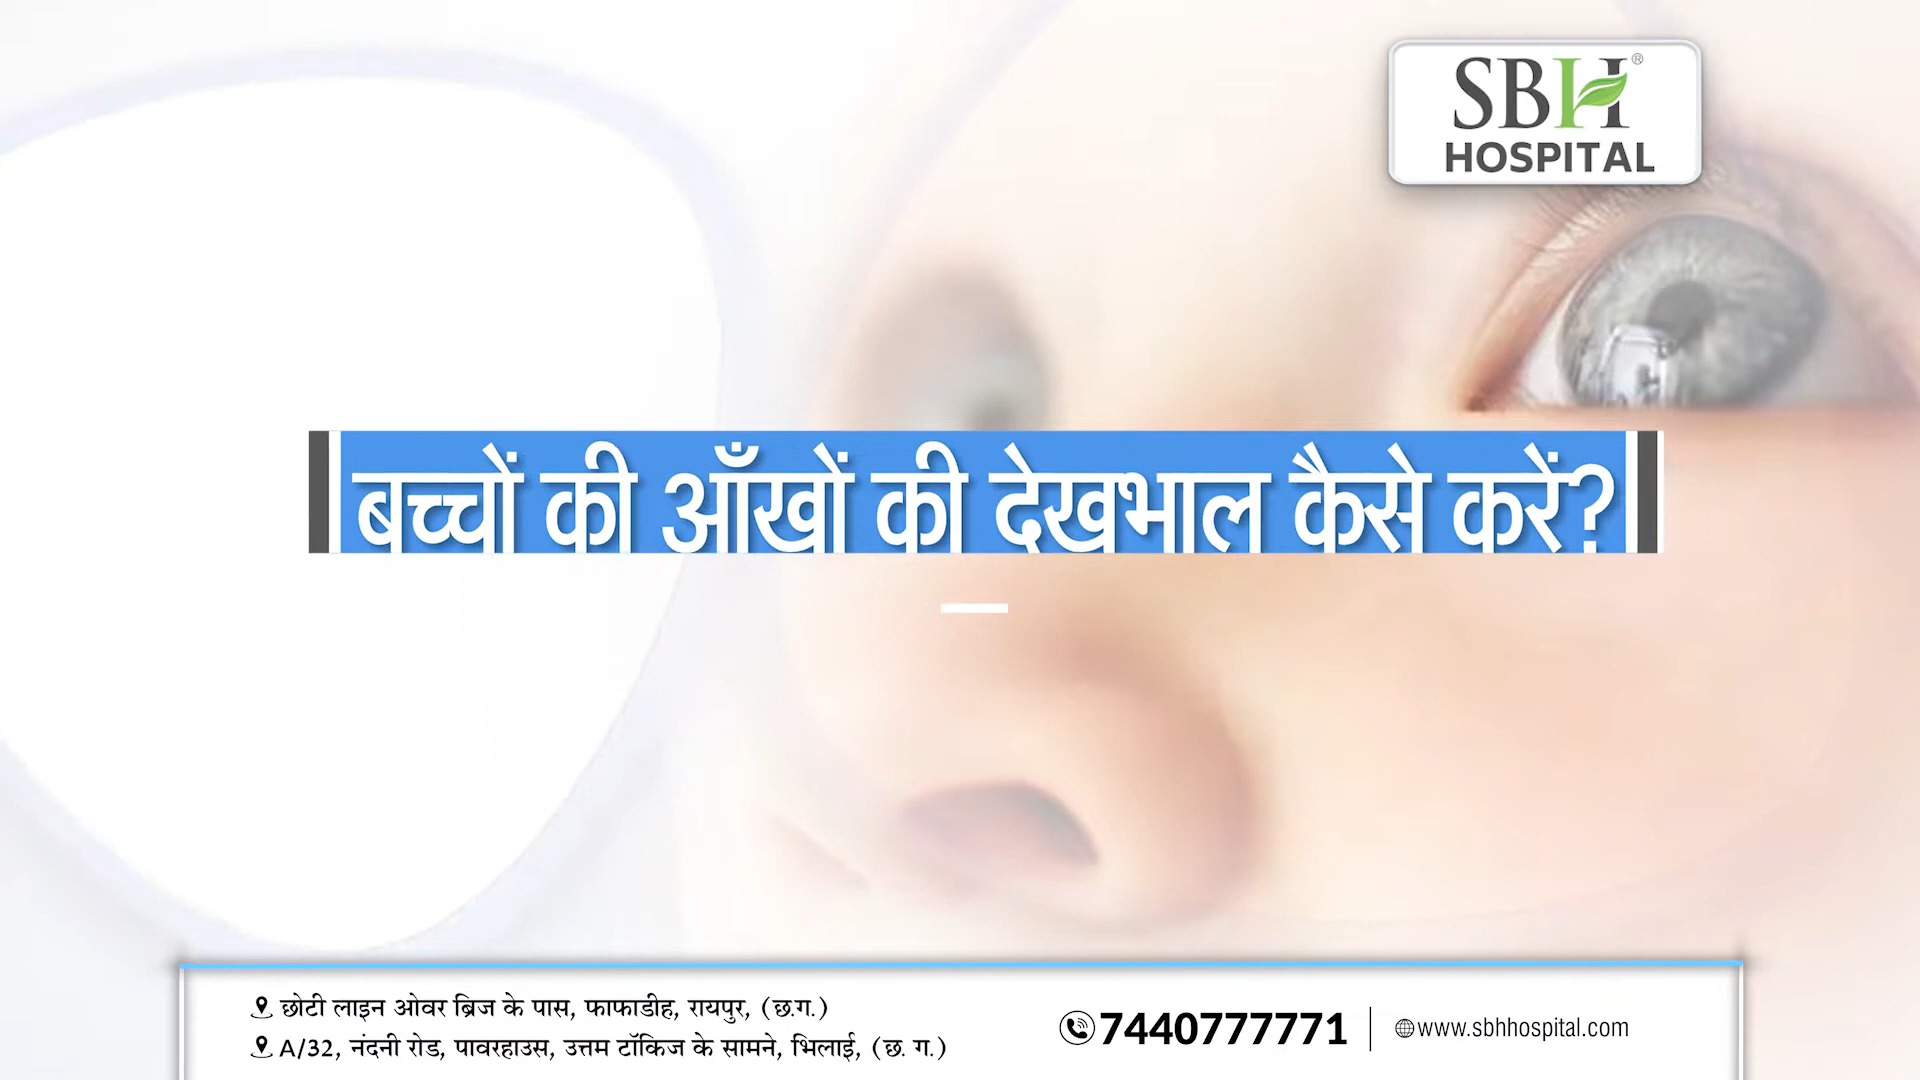 SBH®
HOSPITAL
बच्चों की आँखों की देखभाल कैसे करें?
छोटी लाइन ओवर ब्रिज के पास, फाफाडीह, रायपुर, (छ.ग.)
A/32, नंदनी रोड, पावरहाउस, उत्तम टॉकिज के सामने, भिलाई, (छ. ग.)
7440777771
www.sbhhospital.com